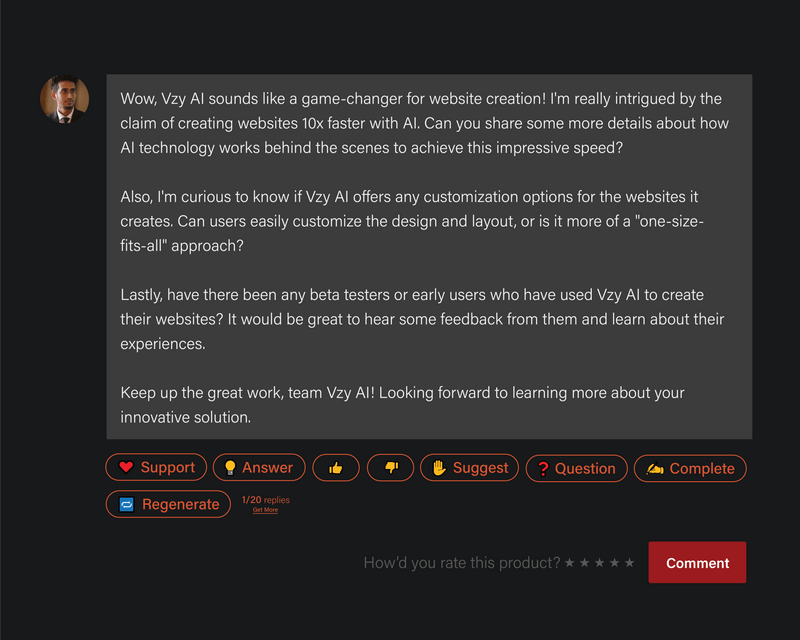 Wow, Vzy AI sounds like a game-changer for website creation! I'm really intrigued by the
claim of creating websites 10x faster with AI. Can you share some more details about how
AI technology works behind the scenes to achieve this impressive speed?
Also, I'm curious to know if Vzy AI offers any customization options for the websites it
creates. Can users easily customize the design and layout, or is it more of a "one-size-
fits-all" approach?
Lastly, have there been any beta testers or early users who have used Vzy AI to create
their websites? It would be great to hear some feedback from them and learn about their
experiences.
Keep up the great work, team Vzy AI! Looking forward to learning more about your
innovative solution.
Support Answer Suggest Question Complete
Regenerate 1/20 replies
Get More
How'd you rate this product? Comment